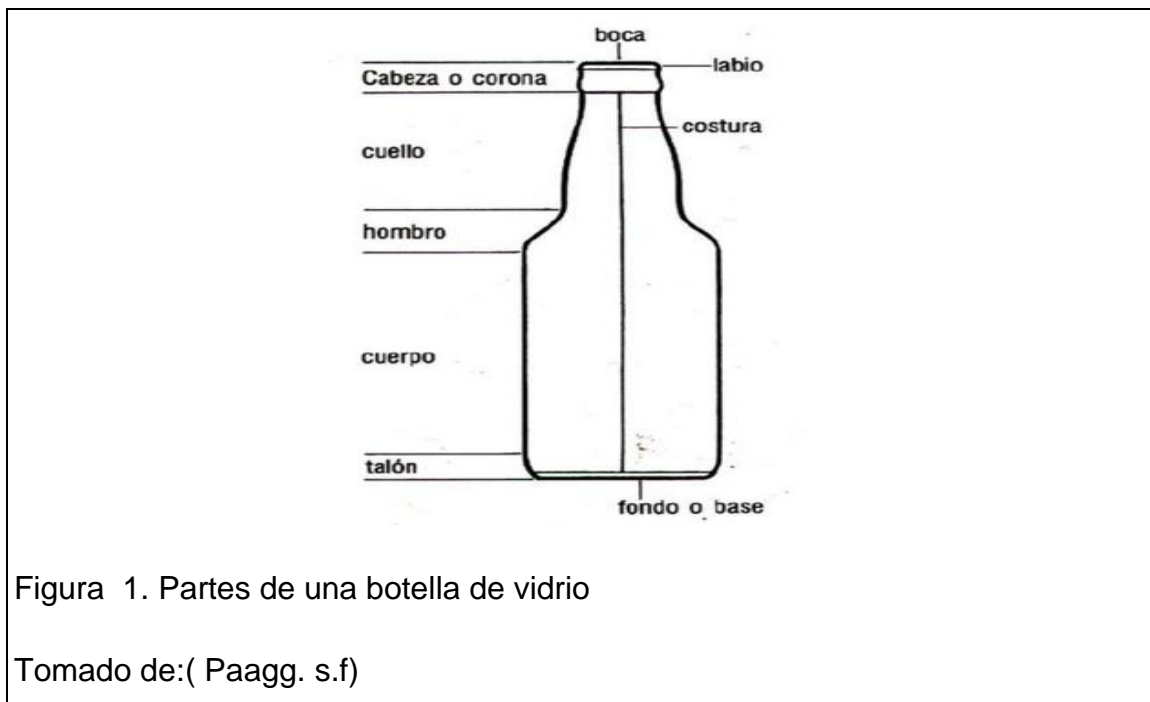 boca
labio
Cabeza o corona
costura
cuello
hombro
cuerpo
talón
fondo o base
Figura 1. Partes de una botella de vidrio
Tomado de:( Paagg. s.f)